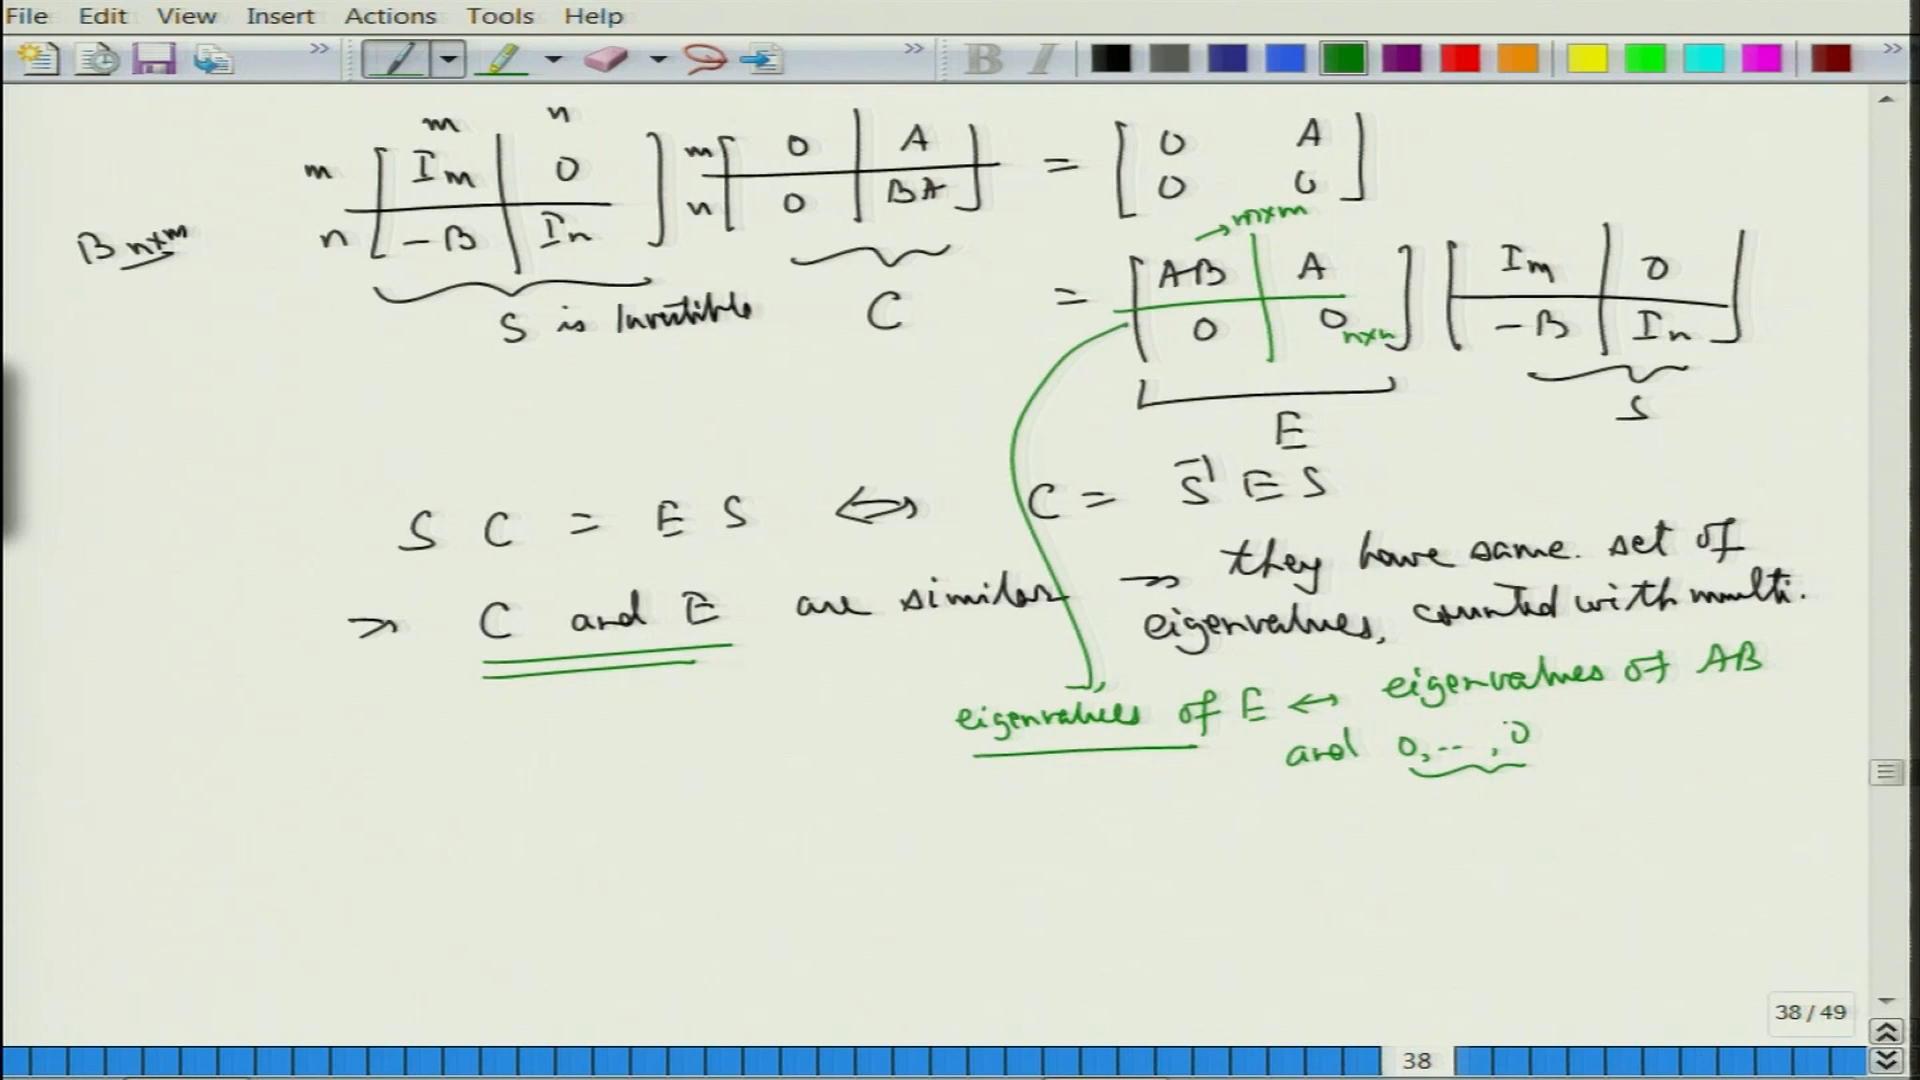 File Edit View Insert Actions Tools Help
B I
m n
m [ Im | 0 ] m [ 0 | A ] = [ 0 A ]
n [ -B | In ] n [ 0 | BA ] [ 0 0 ]
B n×m
S is Invertible
C
→ m×m
= [ AB | A ] [ Im | 0 ]
[ 0 | 0 n×n ] [ -B | In ]
E
S
S C = E S ⇔ C = S⁻¹ E S
⇒ C and E are similar ⇒ they have same. set of
eigenvalues, counted with multi.
eigenvalues of E ↔ eigenvalues of AB
and 0, -- , 0
38 / 49
38